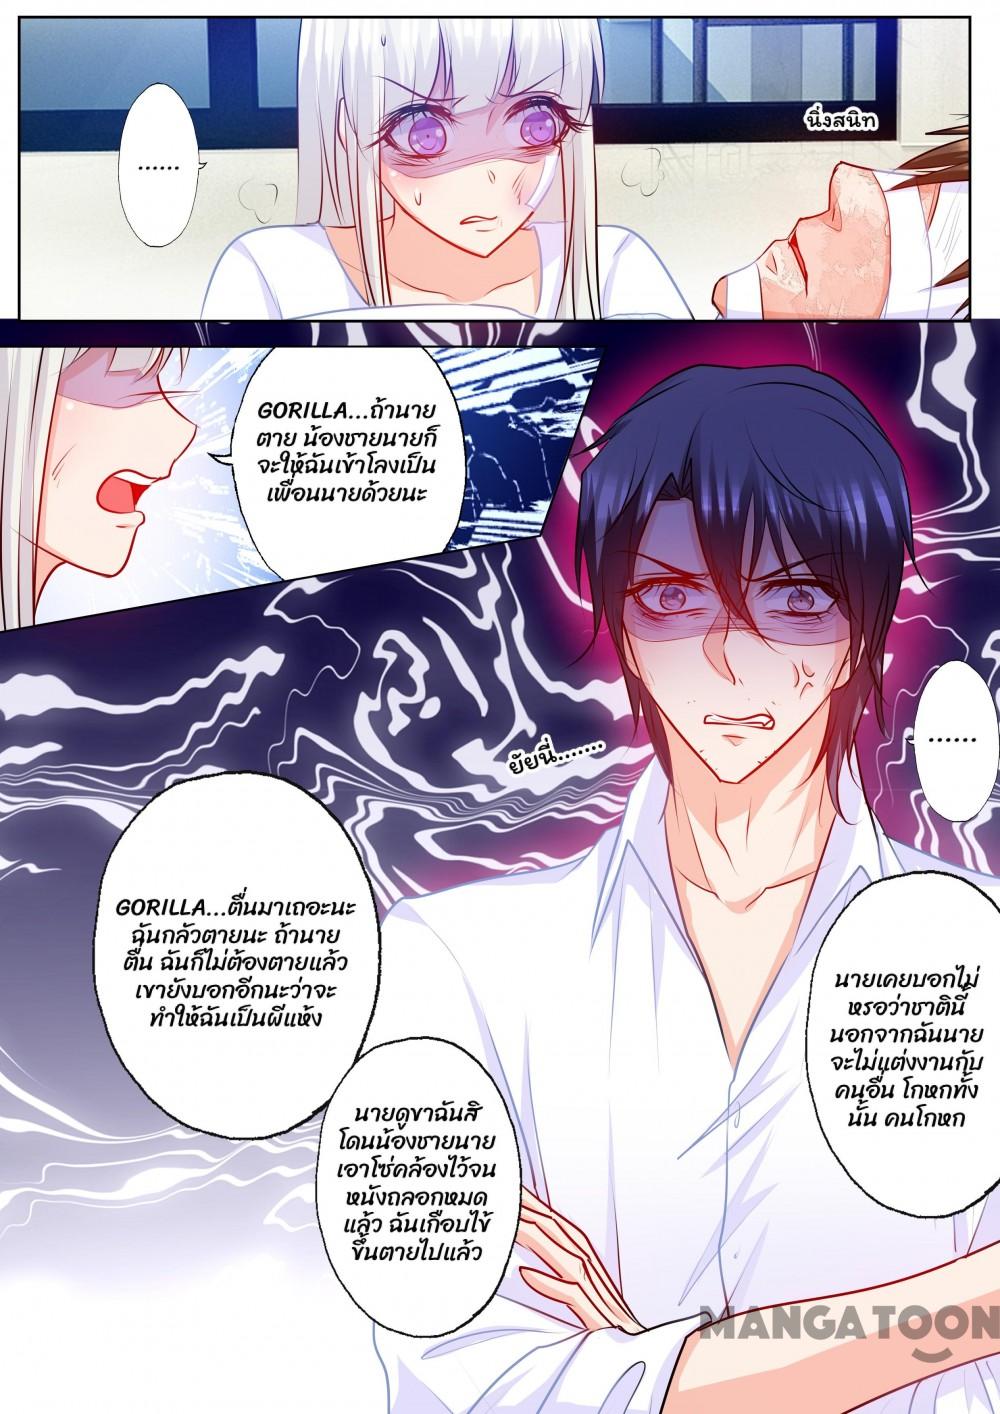 ......
นิ่งสนิท
GORILLA...ถ้านาย
ตาย น้องชายนายก็
จะให้ฉันเข้าโลงเป็น
เพื่อนนายด้วยนะ
......
ยัยนี่........
GORILLA...ตื่นมาเถอะนะ
ฉันกลัวตายนะ ถ้านาย
ตื่น ฉันก็ไม่ต้องตายแล้ว
เขายังบอกอีกนะว่าจะ
ทำให้ฉันเป็นผีแห้ง
นายเคยบอกไม่
หรอว่าชาตินี้
นอกจากฉันนาย
จะไม่แต่งงานกับ
คนอื่น โกหกทั้ง
นั้น คนโกหก
นายดูขาฉันสิ
โดนน้องชายนาย
เอาโซ่คล้องไว้จน
หนังถลอกหมด
แล้ว ฉันเกือบไข้
ขึ้นตายไปแล้ว
MANGATOON